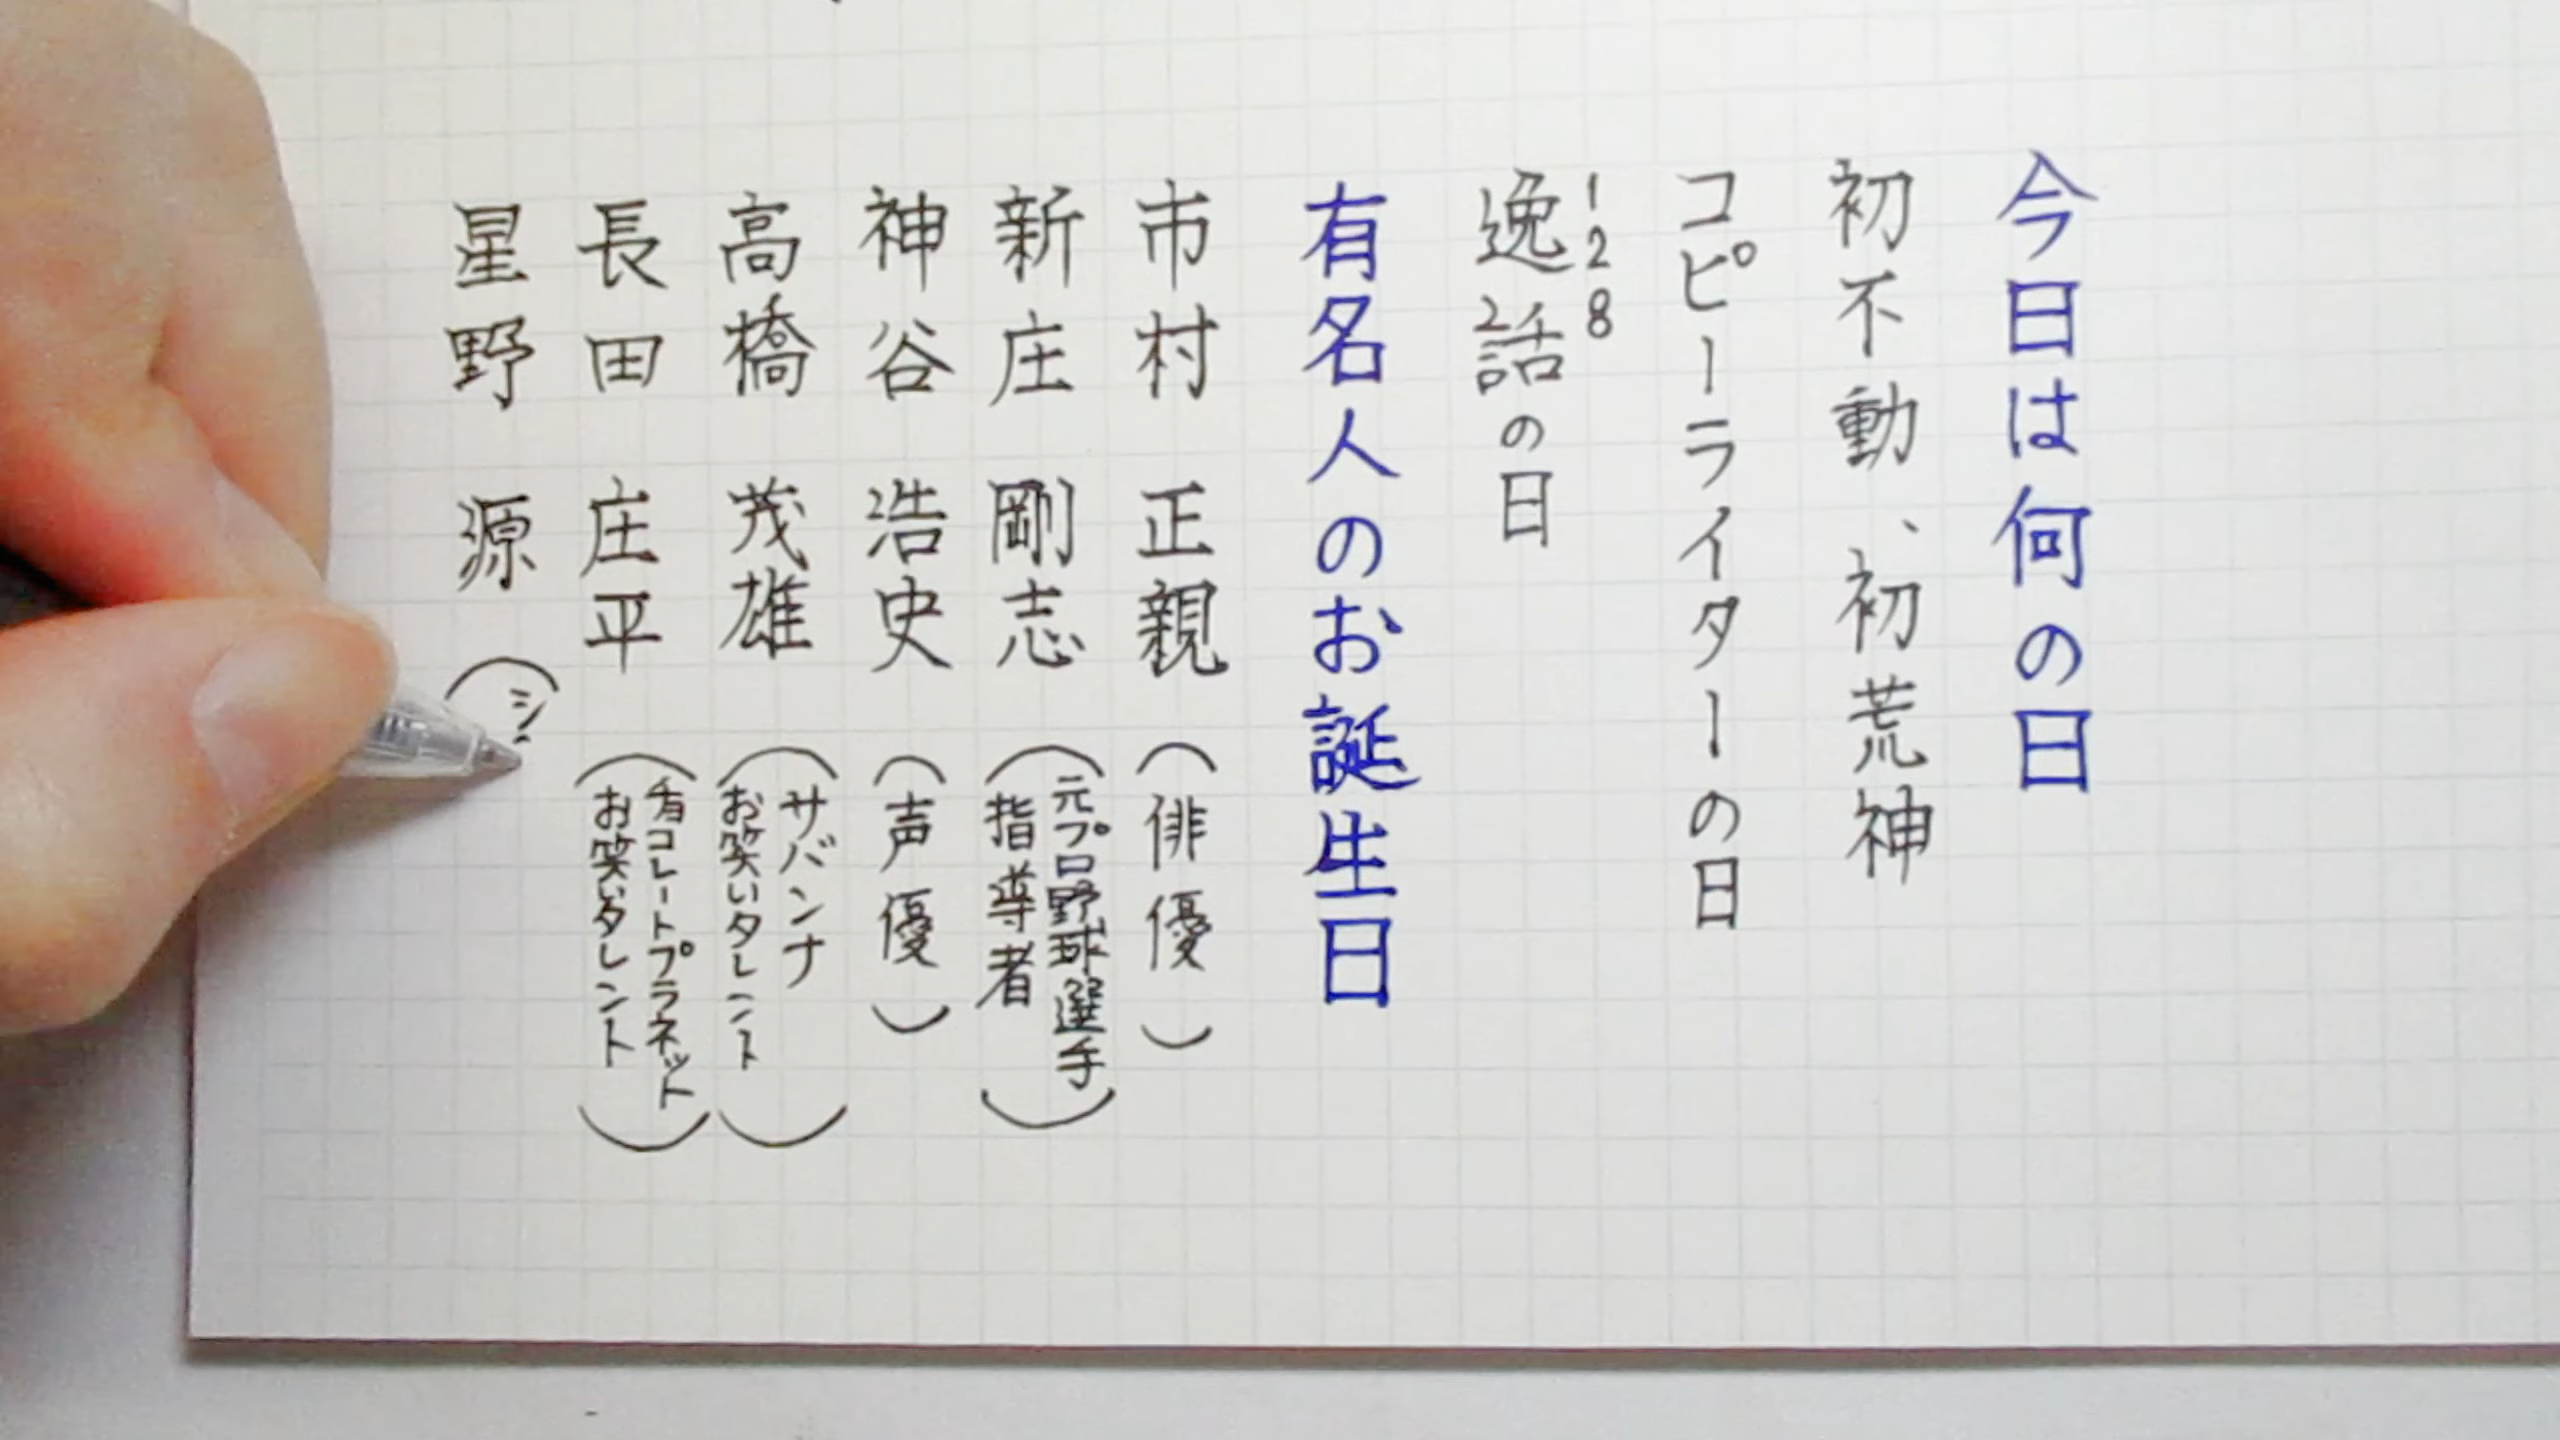 今日は何の日
初不動、初荒神
コピーライターの日
128
逸話の日
有名人のお誕生日
市村 正親 (俳優)
新庄 剛志 (元プロ野球選手
指導者)
神谷 浩史 (声優)
高橋 茂雄 (サバンナ
お笑いタレント)
長田 庄平 (チョコレートプラネット
お笑いタレント)
星野 源 (シ